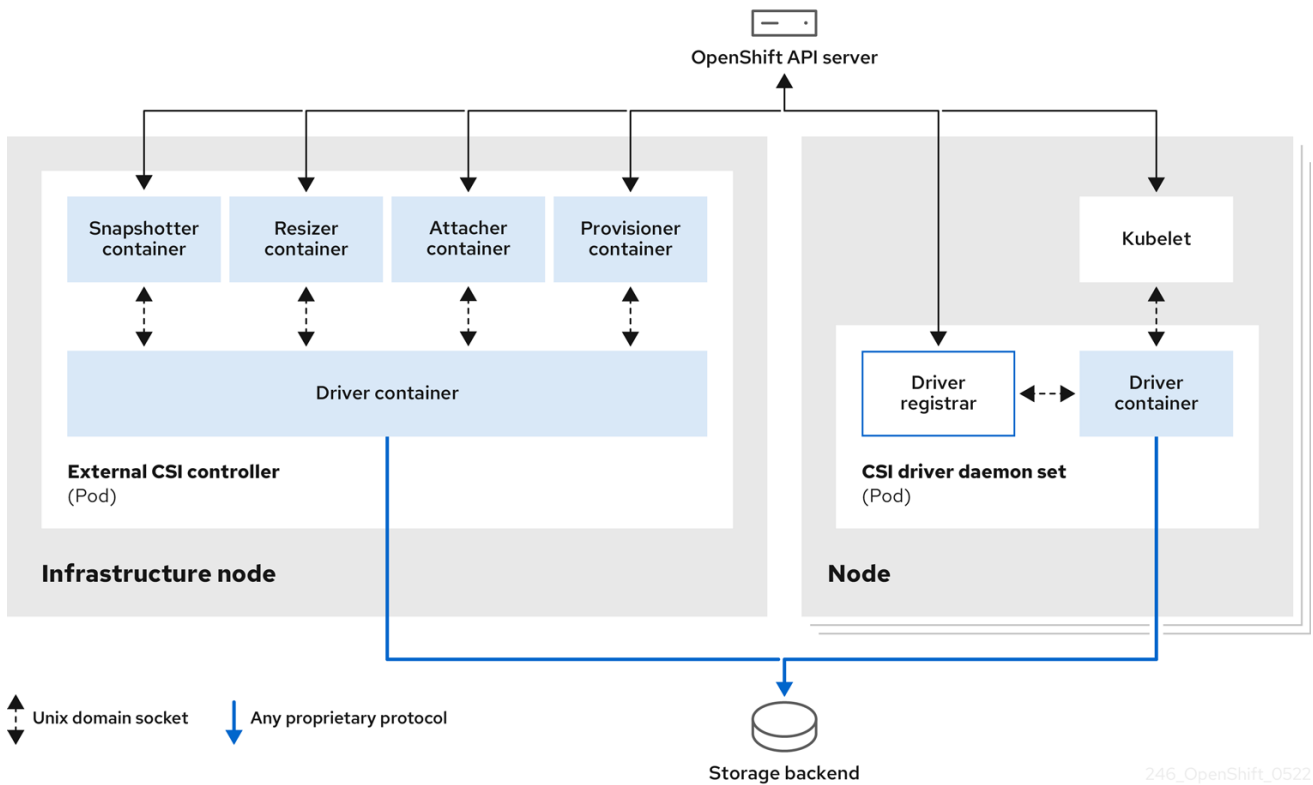 OpenShift API server
Snapshotter
container
Resizer
container
Attacher
container
Provisioner
container
Kubelet
Driver container
Driver
registrar
Driver
container
External CSI controller
(Pod)
CSI driver daemon set
(Pod)
Infrastructure node
Node
Unix domain socket
Any proprietary protocol
Storage backend
246_OpenShift_0522